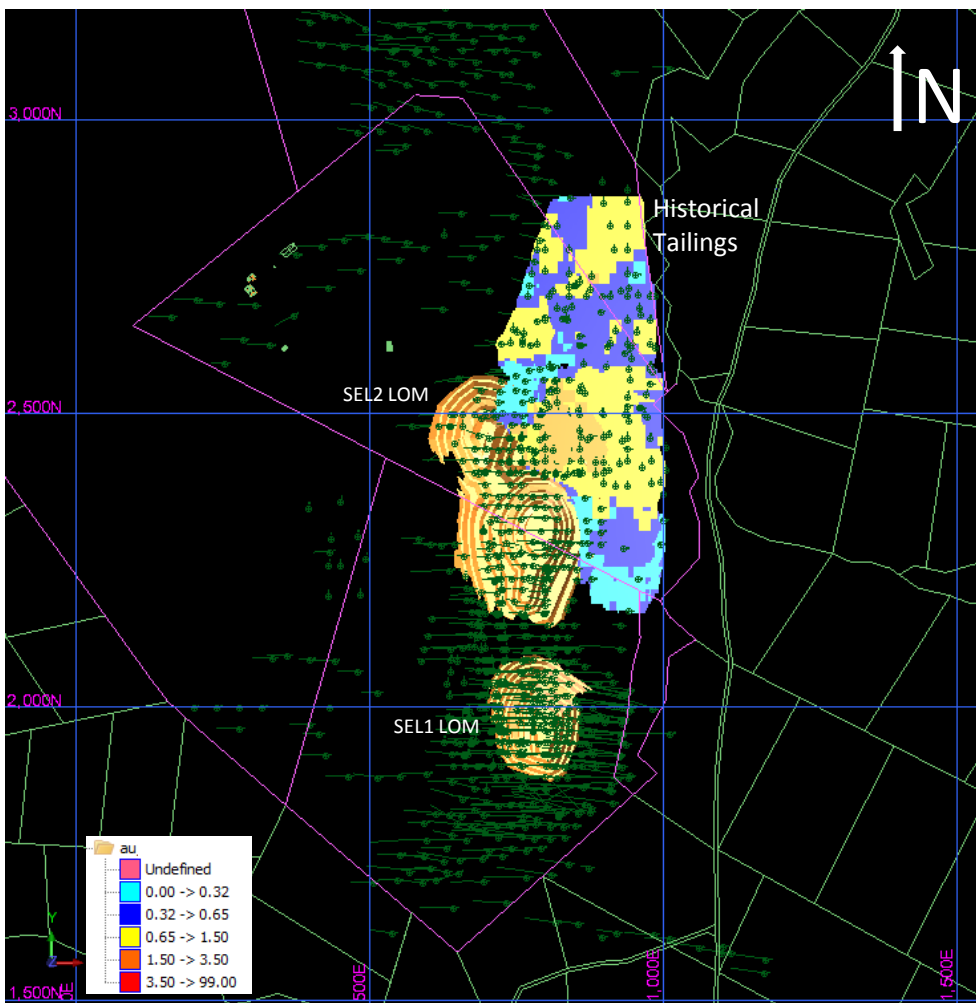 N
3,000N
Historical
Tailings
SEL2 LOM
2,500N
2,000N
SEL1 LOM
au
Undefined
0.00 -> 0.32
0.32 -> 0.65
0.65 -> 1.50
1.50 -> 3.50
3.50 -> 99.00
Y
Z
1,500N
500E
1,000E
1,500E